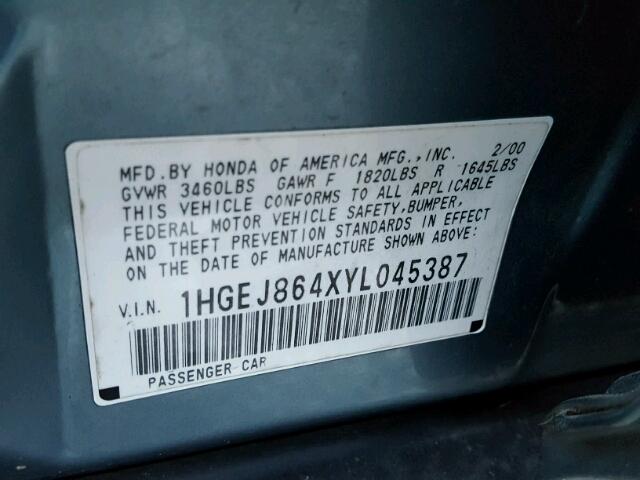 MFD.BY HONDA OF AMERICA MFG.,INC. 2/00
GVWR 3460LBS GAWR F 1820LBS R 1645LBS
THIS VEHICLE CONFORMS TO ALL APPLICABLE
FEDERAL MOTOR VEHICLE SAFETY,BUMPER,
AND THEFT PREVENTION STANDARDS IN EFFECT
ON THE DATE OF MANUFACTURE SHOWN ABOVE:
V.I.N. 1HGEJ864XYL045387
PASSENGER CAR